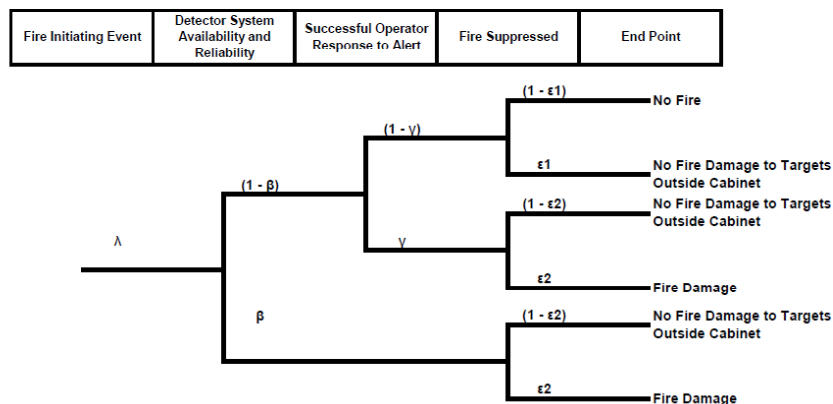 Fire Initiating Event
Detector System
Availability and
Reliability
Successful Operator
Response to Alert
Fire Suppressed
End Point
(1 - ε1)
No Fire
(1 - γ)
ε1
No Fire Damage to Targets
Outside Cabinet
(1 - β)
(1 - ε2)
No Fire Damage to Targets
Outside Cabinet
λ
γ
ε2
Fire Damage
β
(1 - ε2)
No Fire Damage to Targets
Outside Cabinet
ε2
Fire Damage